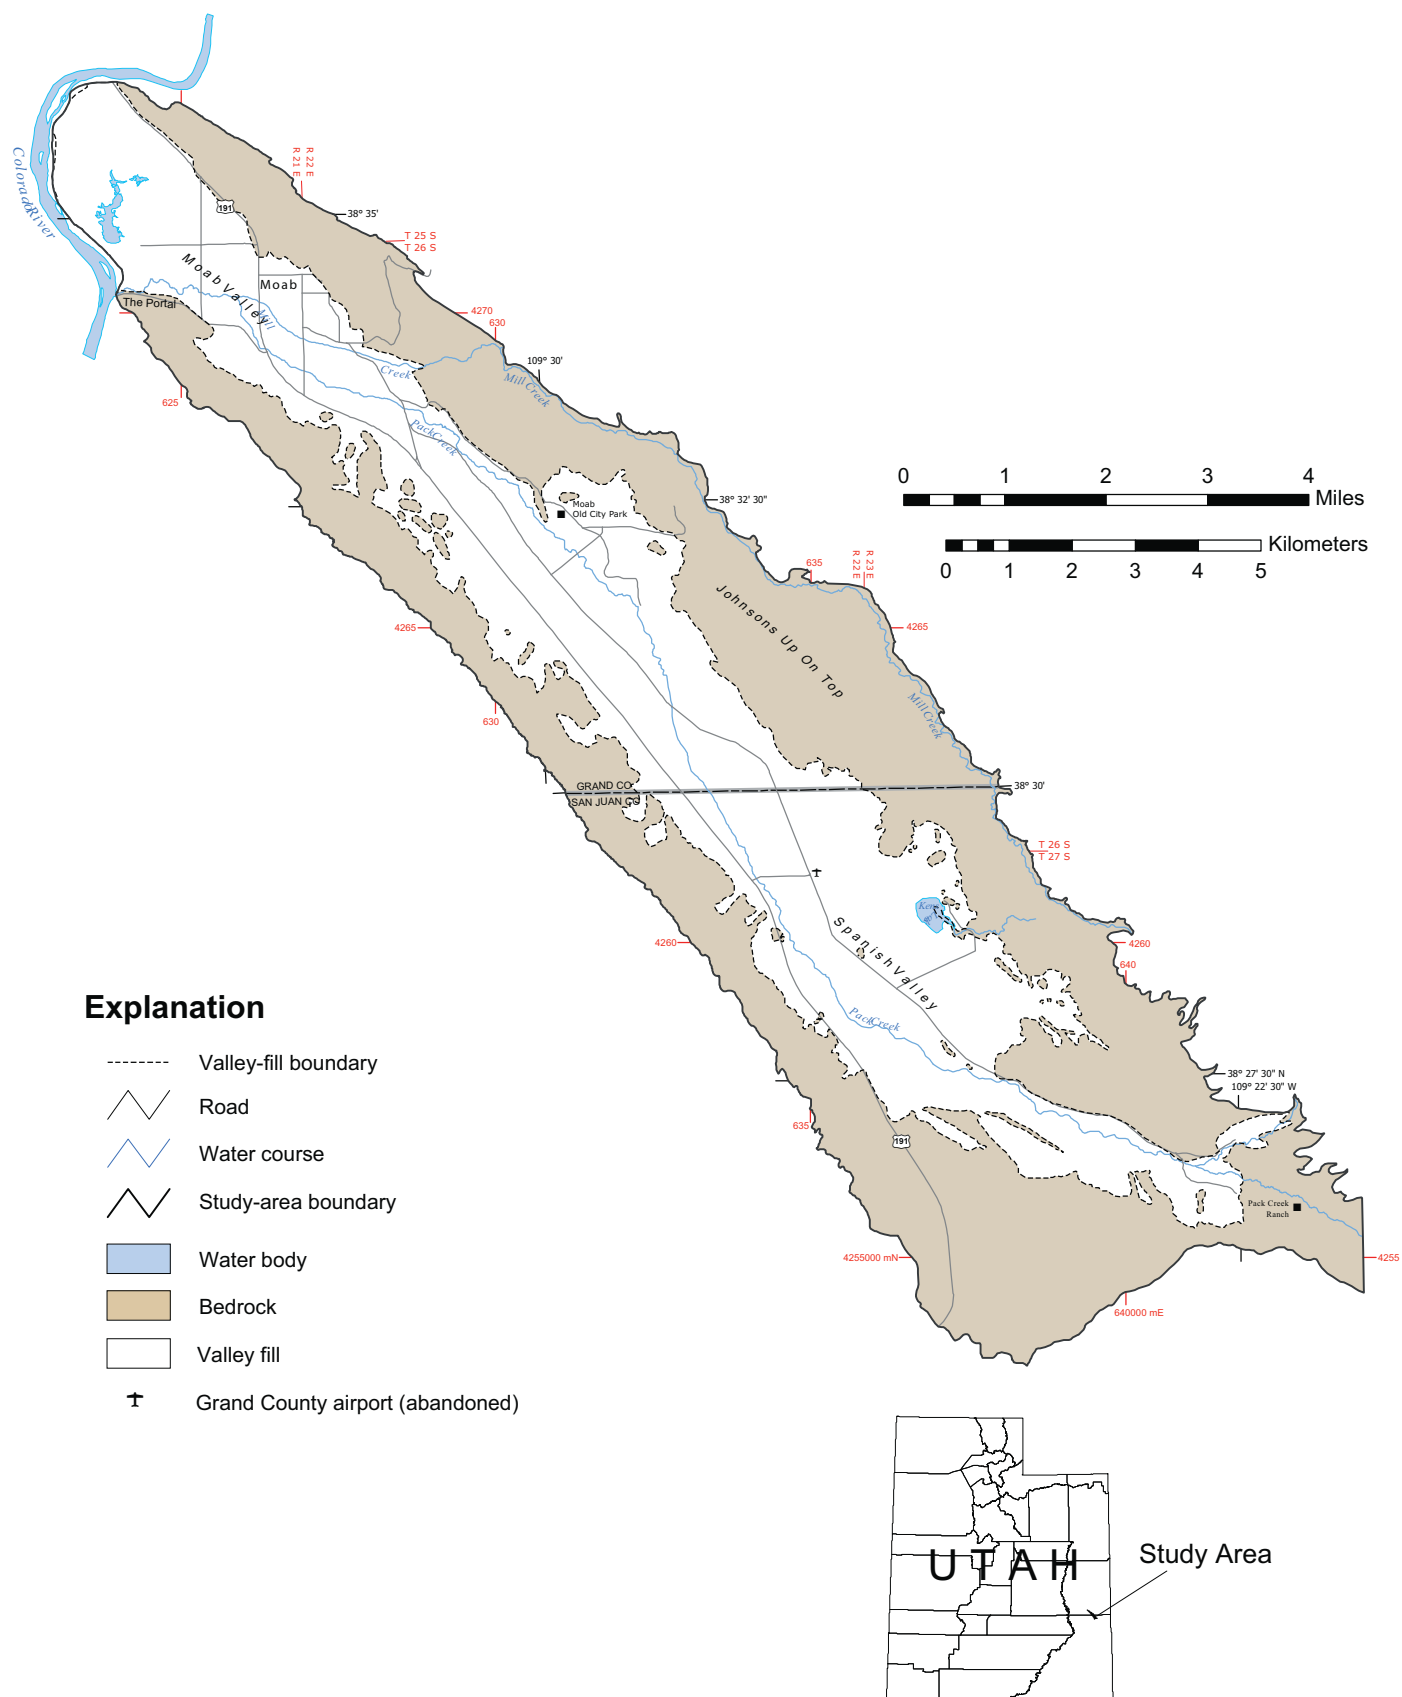 Colorado River
R 21 E
R 22 E
191
38° 35'
T 25 S
T 26 S
Moab Valley
Moab
The Portal
Mill
Creek
4270
630
109° 30'
Mill Creek
625
Pack Creek
Moab
Old City Park
38° 32' 30"
0 1 2 3 4
Miles
Kilometers
0 1 2 3 4 5
635
R 22 E
R 23 E
4265
4265
Johnsons Up On Top
Mill Creek
630
GRAND CO
SAN JUAN CO
38° 30'
T 26 S
T 27 S
Spanish Valley
4260
4260
640
Pack Creek
38° 27' 30" N
109° 22' 30" W
635
191
Pack Creek
Ranch
4255000 mN
4255
640000 mE
Explanation
Valley-fill boundary
Road
Water course
Study-area boundary
Water body
Bedrock
Valley fill
Grand County airport (abandoned)
UTAH
Study Area